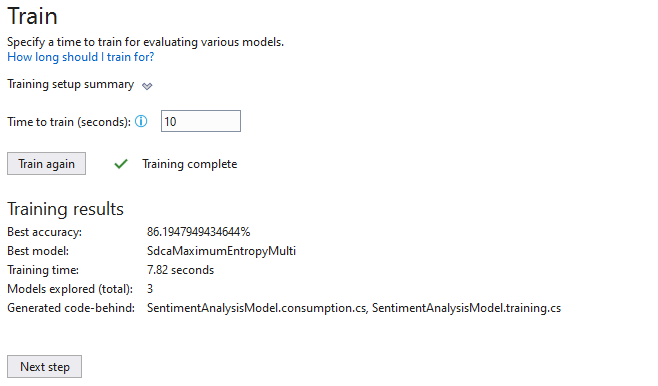 Train
Specify a time to train for evaluating various models.
How long should I train for?
Training setup summary
Time to train (seconds): 10
Train again Training complete
Training results
Best accuracy: 86.1947949434644%
Best model: SdcaMaximumEntropyMulti
Training time: 7.82 seconds
Models explored (total): 3
Generated code-behind: SentimentAnalysisModel.consumption.cs, SentimentAnalysisModel.training.cs
Next step